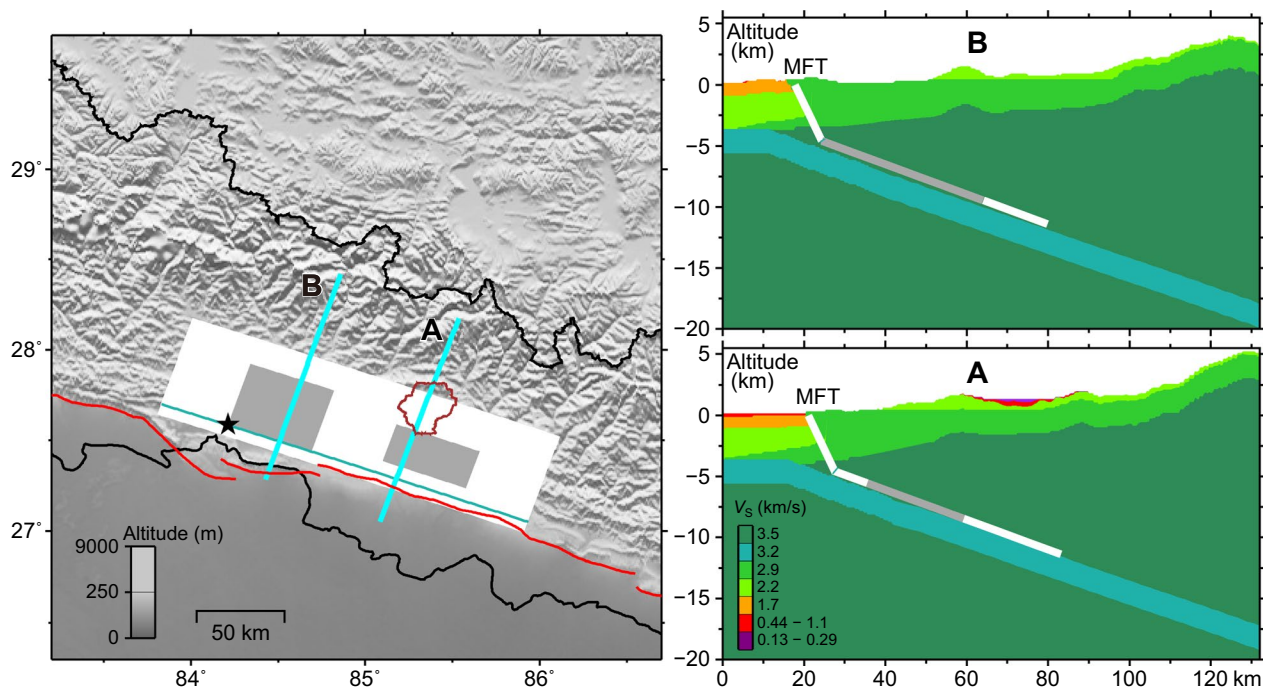 29°
28°
27°
84°
85°
86°
B
A
Altitude (m)
9000
250
0
50 km
5
0
−5
−10
−15
−20
Altitude
(km)
MFT
B
5
0
−5
−10
−15
−20
Altitude
(km)
MFT
A
VS (km/s)
3.5
3.2
2.9
2.2
1.7
0.44 − 1.1
0.13 − 0.29
0
20
40
60
80
100
120 km